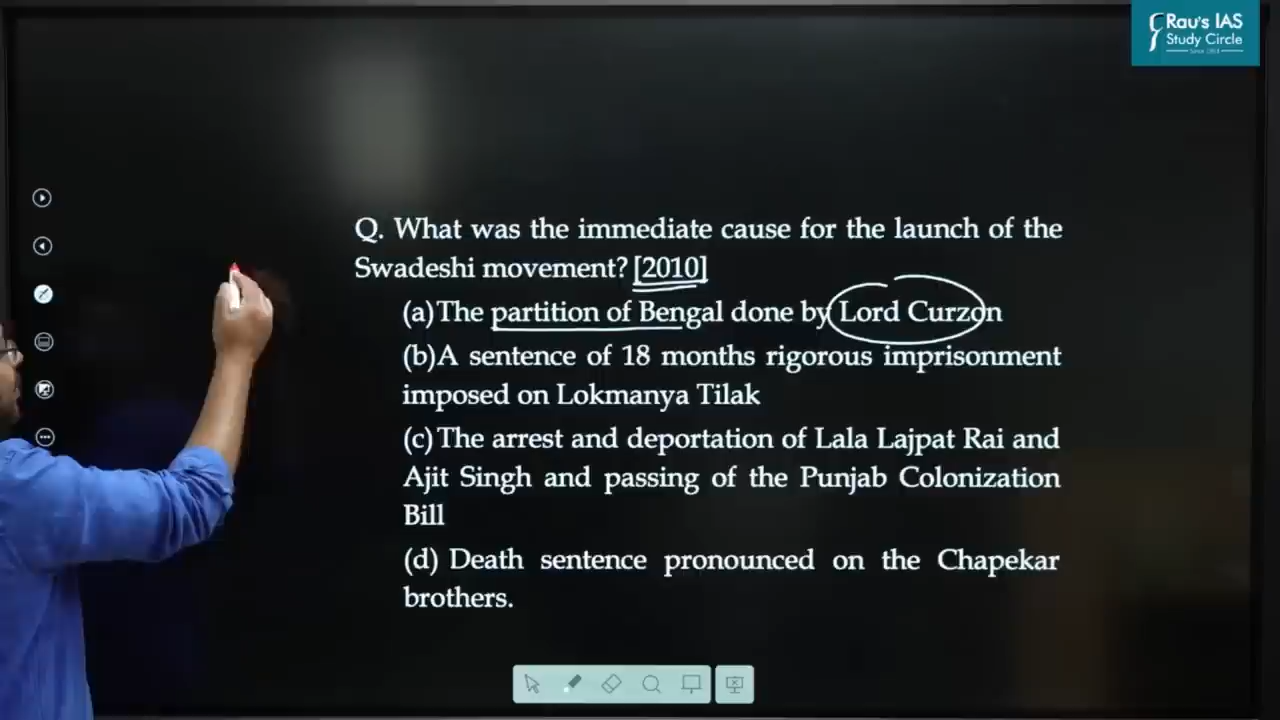 Rau's IAS
Study Circle
Q. What was the immediate cause for the launch of the
Swadeshi movement? [2010]
(a)The partition of Bengal done by Lord Curzon
(b)A sentence of 18 months rigorous imprisonment
imposed on Lokmanya Tilak
(c)The arrest and deportation of Lala Lajpat Rai and
Ajit Singh and passing of the Punjab Colonization
Bill
(d) Death sentence pronounced on the Chapekar
brothers.